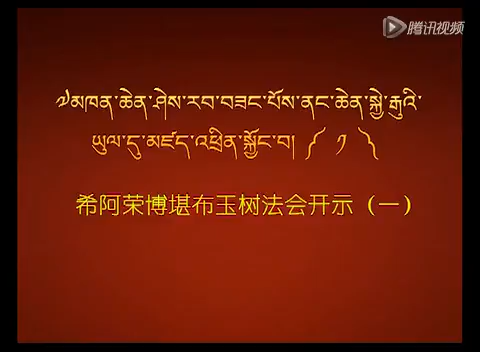 腾讯视频
༧མཁན་ཆེན་ཤེས་རབ་བཟང་པོས་ནང་ཆེན་སྐྱེ་རྒུའི་
ཡུལ་དུ་མཛད་འཕྲིན་སྐྱོང་བ། ༼ ༡ ༽
希阿荣博堪布玉树法会开示（一）